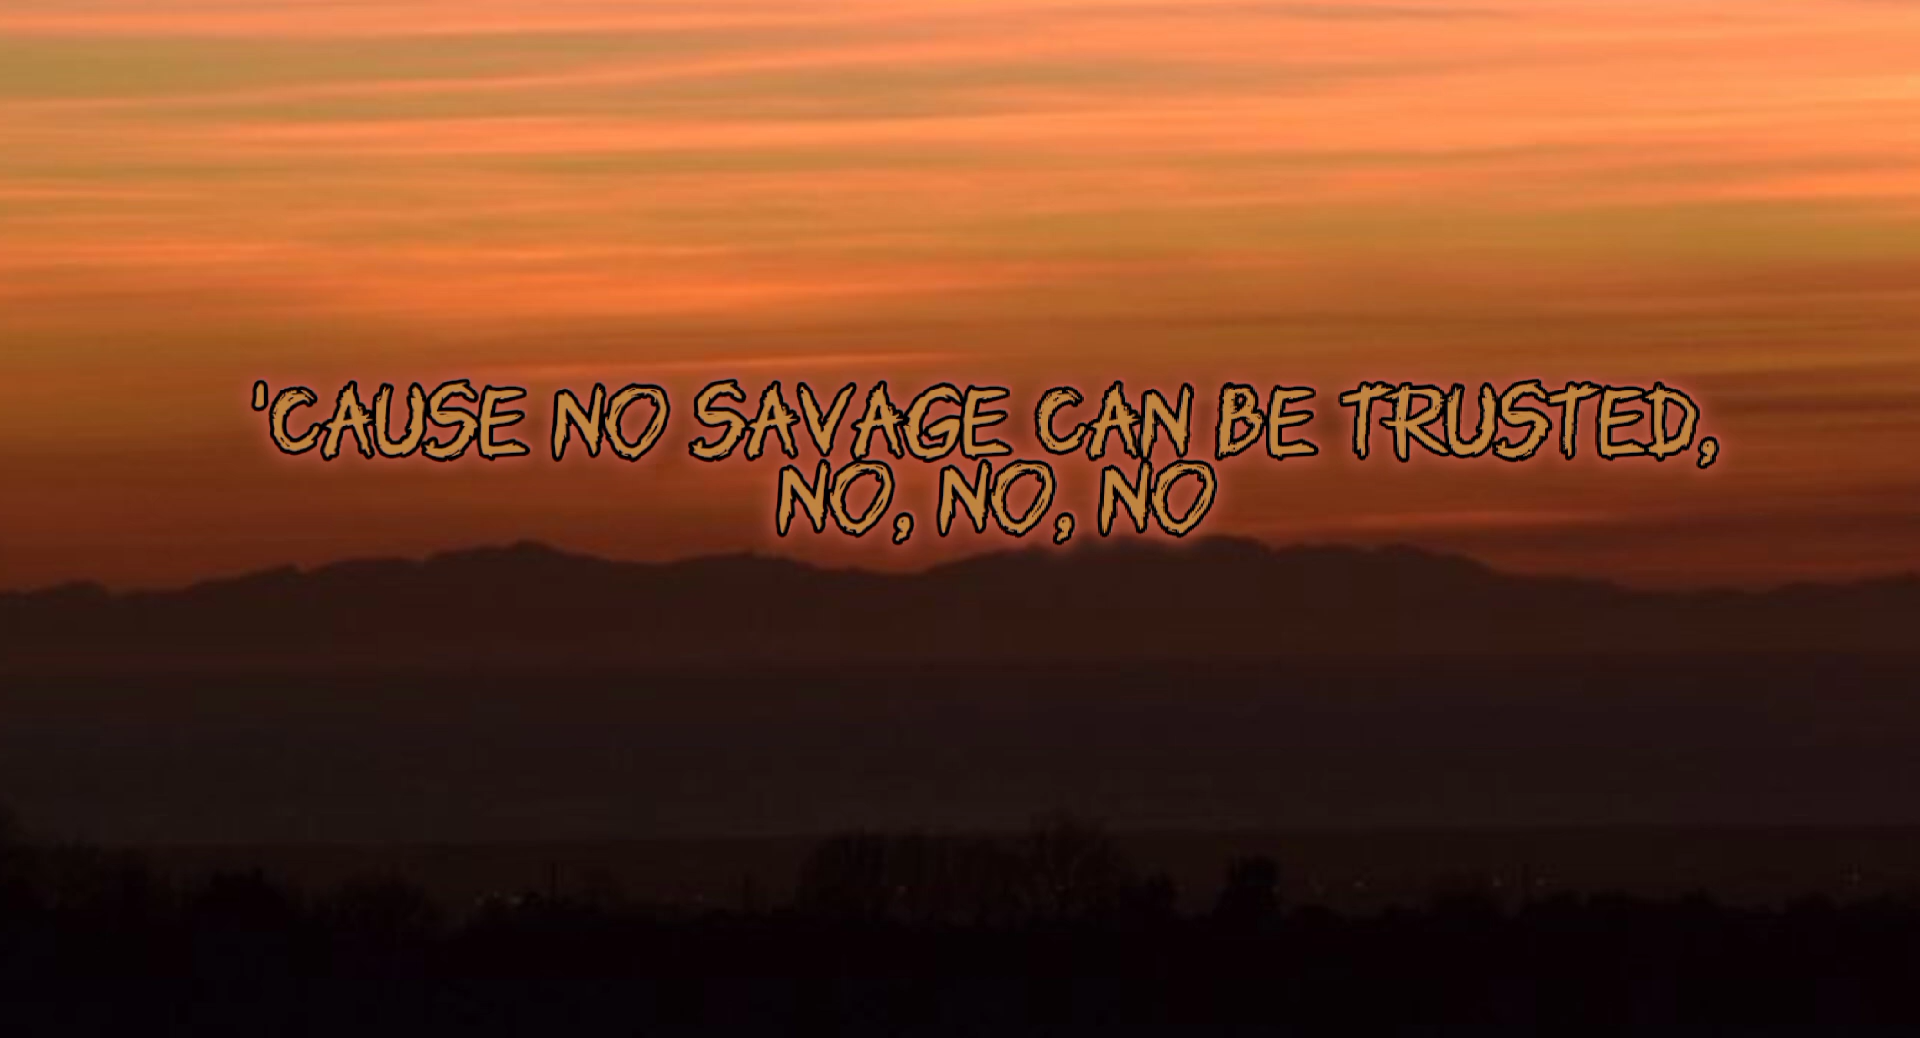 'CAUSE NO SAVAGE CAN BE TRUSTED,
NO, NO, NO